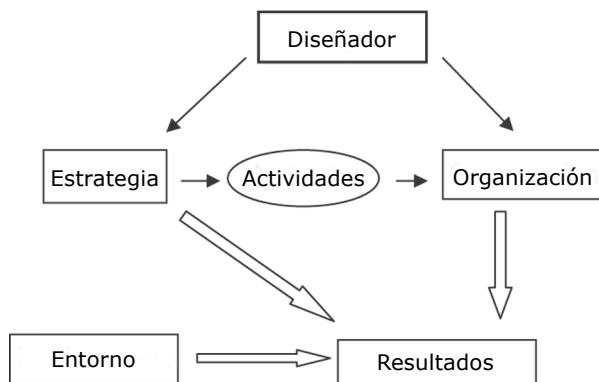 Diseñador
Estrategia
Actividades
Organización
Entorno
Resultados